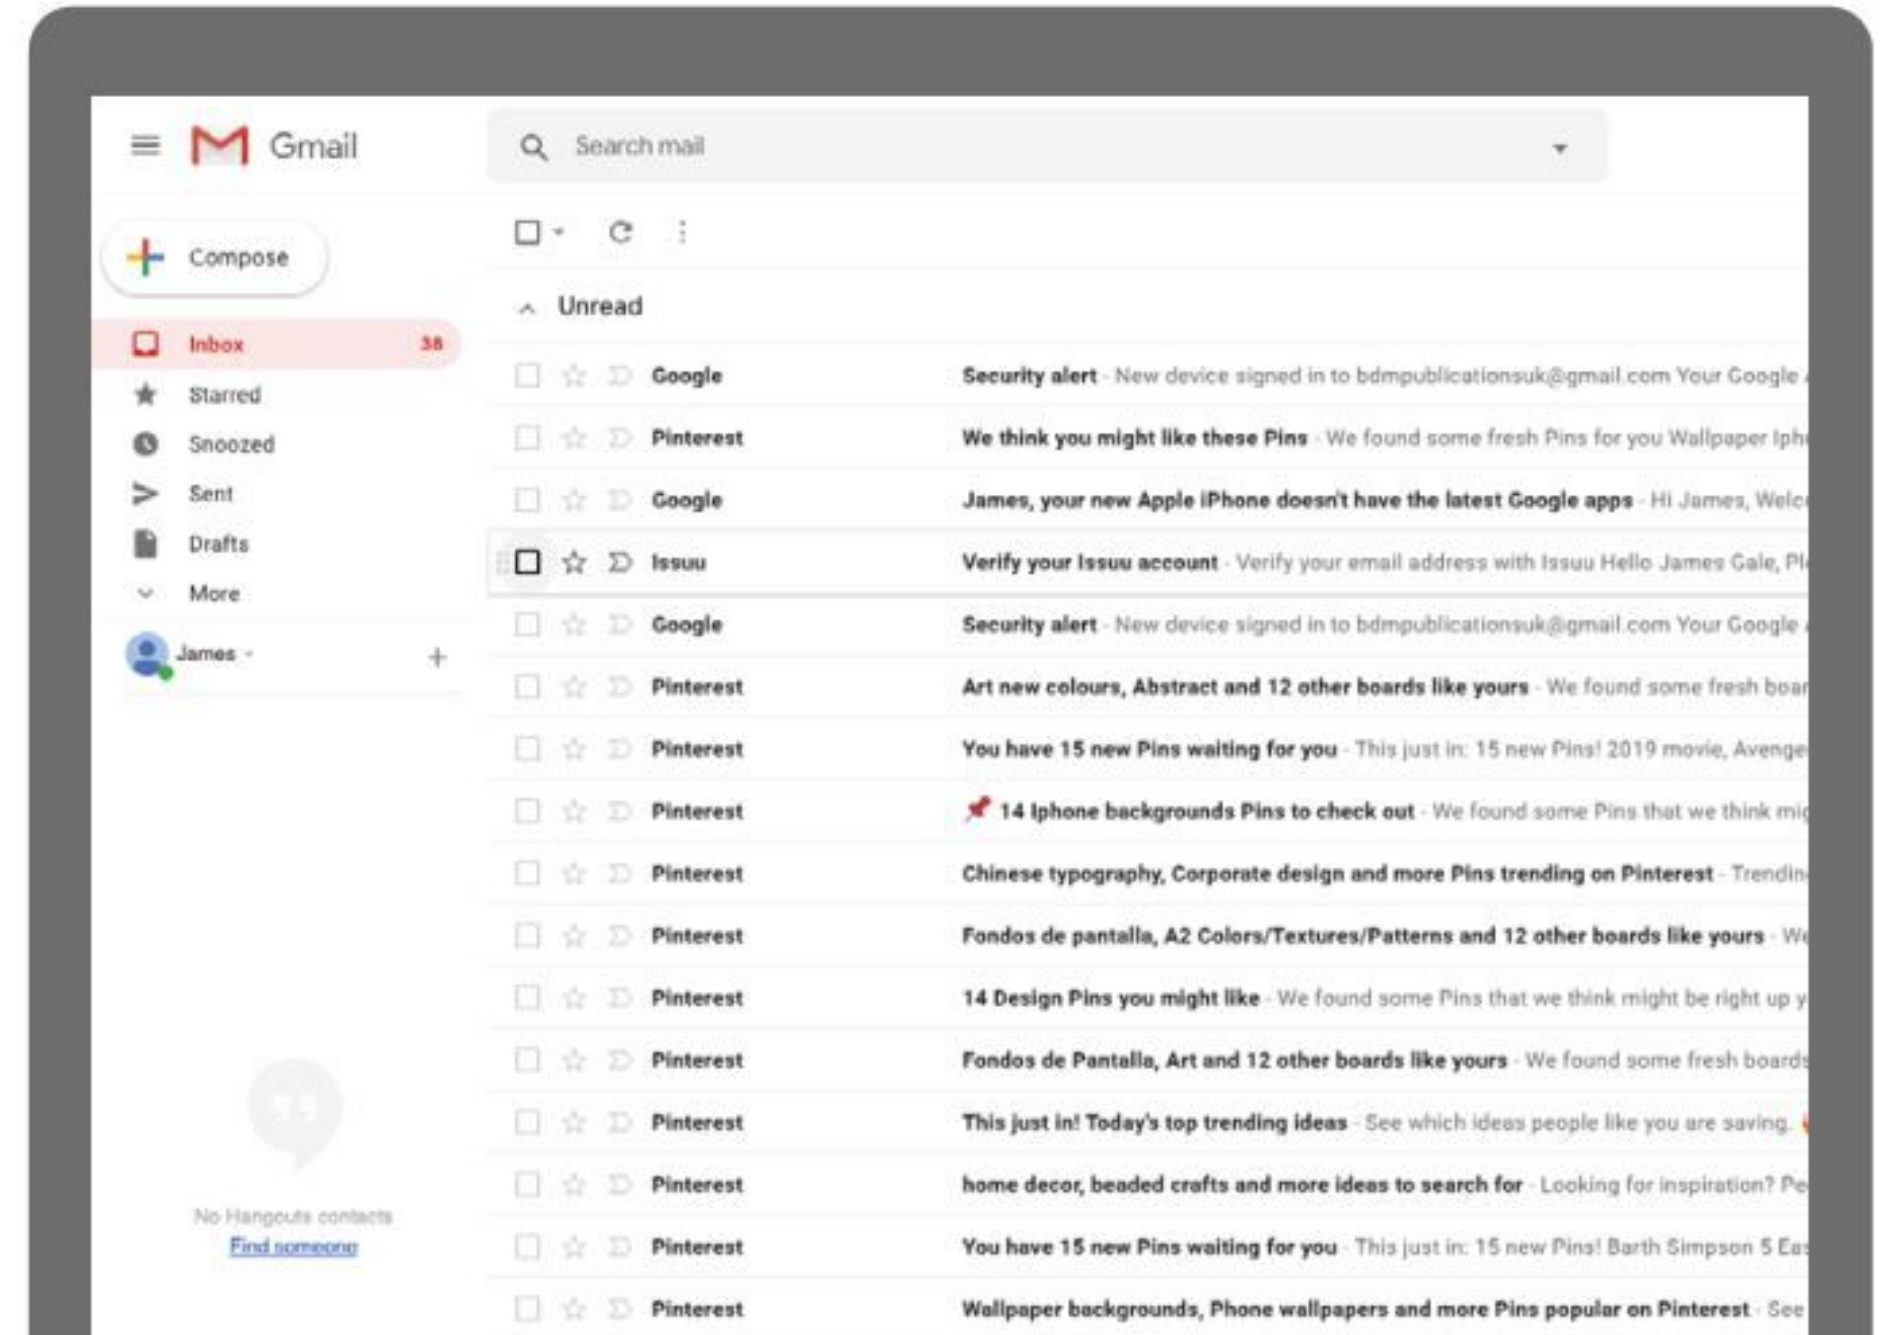 Gmail
Search mail
Compose
Unread
Inbox 38
Starred
Snoozed
Sent
Drafts
More
James
No Hangouts contacts
Find someone
Google Security alert - New device signed in to bdmpublicationsuk@gmail.com Your Google
Pinterest We think you might like these Pins - We found some fresh Pins for you Wallpaper Iph
Google James, your new Apple iPhone doesn't have the latest Google apps - Hi James, Welc
Issuu Verify your Issuu account - Verify your email address with Issuu Hello James Gale, Pl
Google Security alert - New device signed in to bdmpublicationsuk@gmail.com Your Google
Pinterest Art new colours, Abstract and 12 other boards like yours - We found some fresh boar
Pinterest You have 15 new Pins waiting for you - This just in: 15 new Pins! 2019 movie, Avenge
Pinterest 📌 14 Iphone backgrounds Pins to check out - We found some Pins that we think mig
Pinterest Chinese typography, Corporate design and more Pins trending on Pinterest - Trendin
Pinterest Fondos de pantalla, A2 Colors/Textures/Patterns and 12 other boards like yours - We
Pinterest 14 Design Pins you might like - We found some Pins that we think might be right up y
Pinterest Fondos de Pantalla, Art and 12 other boards like yours - We found some fresh boards
Pinterest This just in! Today's top trending ideas - See which ideas people like you are saving.
Pinterest home decor, beaded crafts and more ideas to search for - Looking for inspiration? Pe
Pinterest You have 15 new Pins waiting for you - This just in: 15 new Pins! Barth Simpson 5 Eas
Pinterest Wallpaper backgrounds, Phone wallpapers and more Pins popular on Pinterest - See